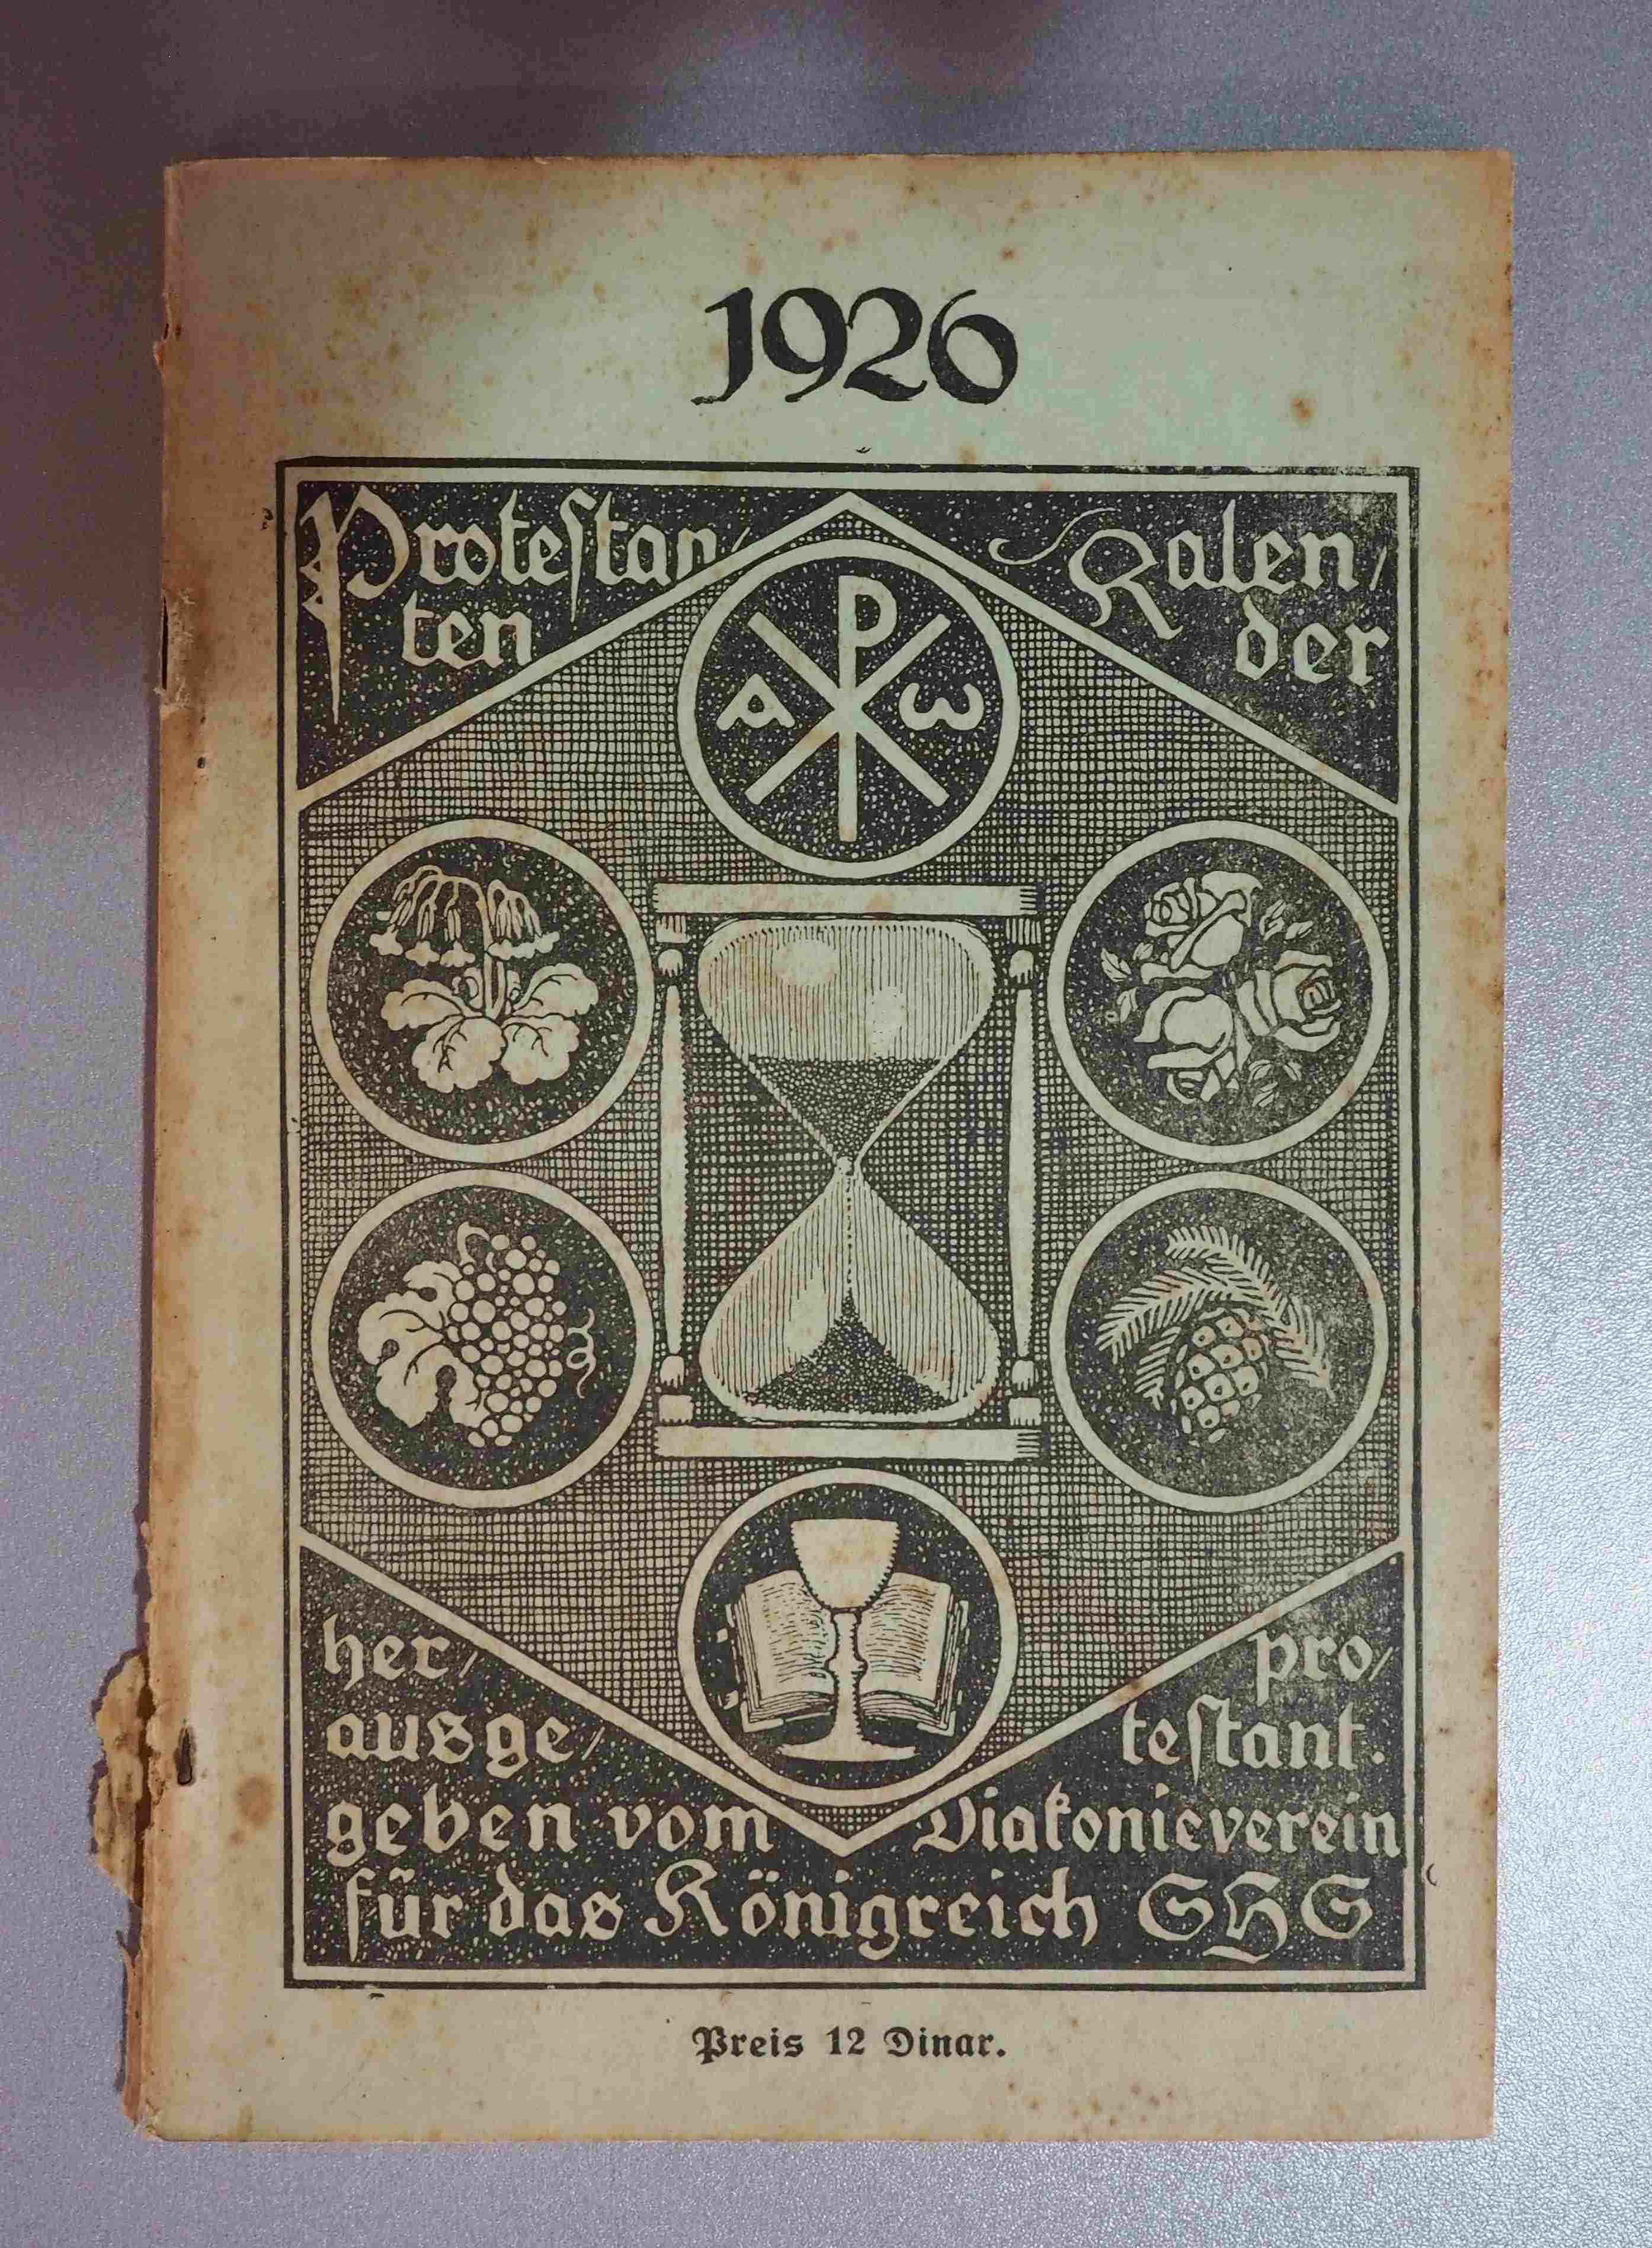 1926
Protestan/
ten
Kalen/
der
A P ω
her/
ausge/
geben vom
pro/
teſtant.
Diakonieverein
für das Königreich SHS
Preis 12 Dinar.